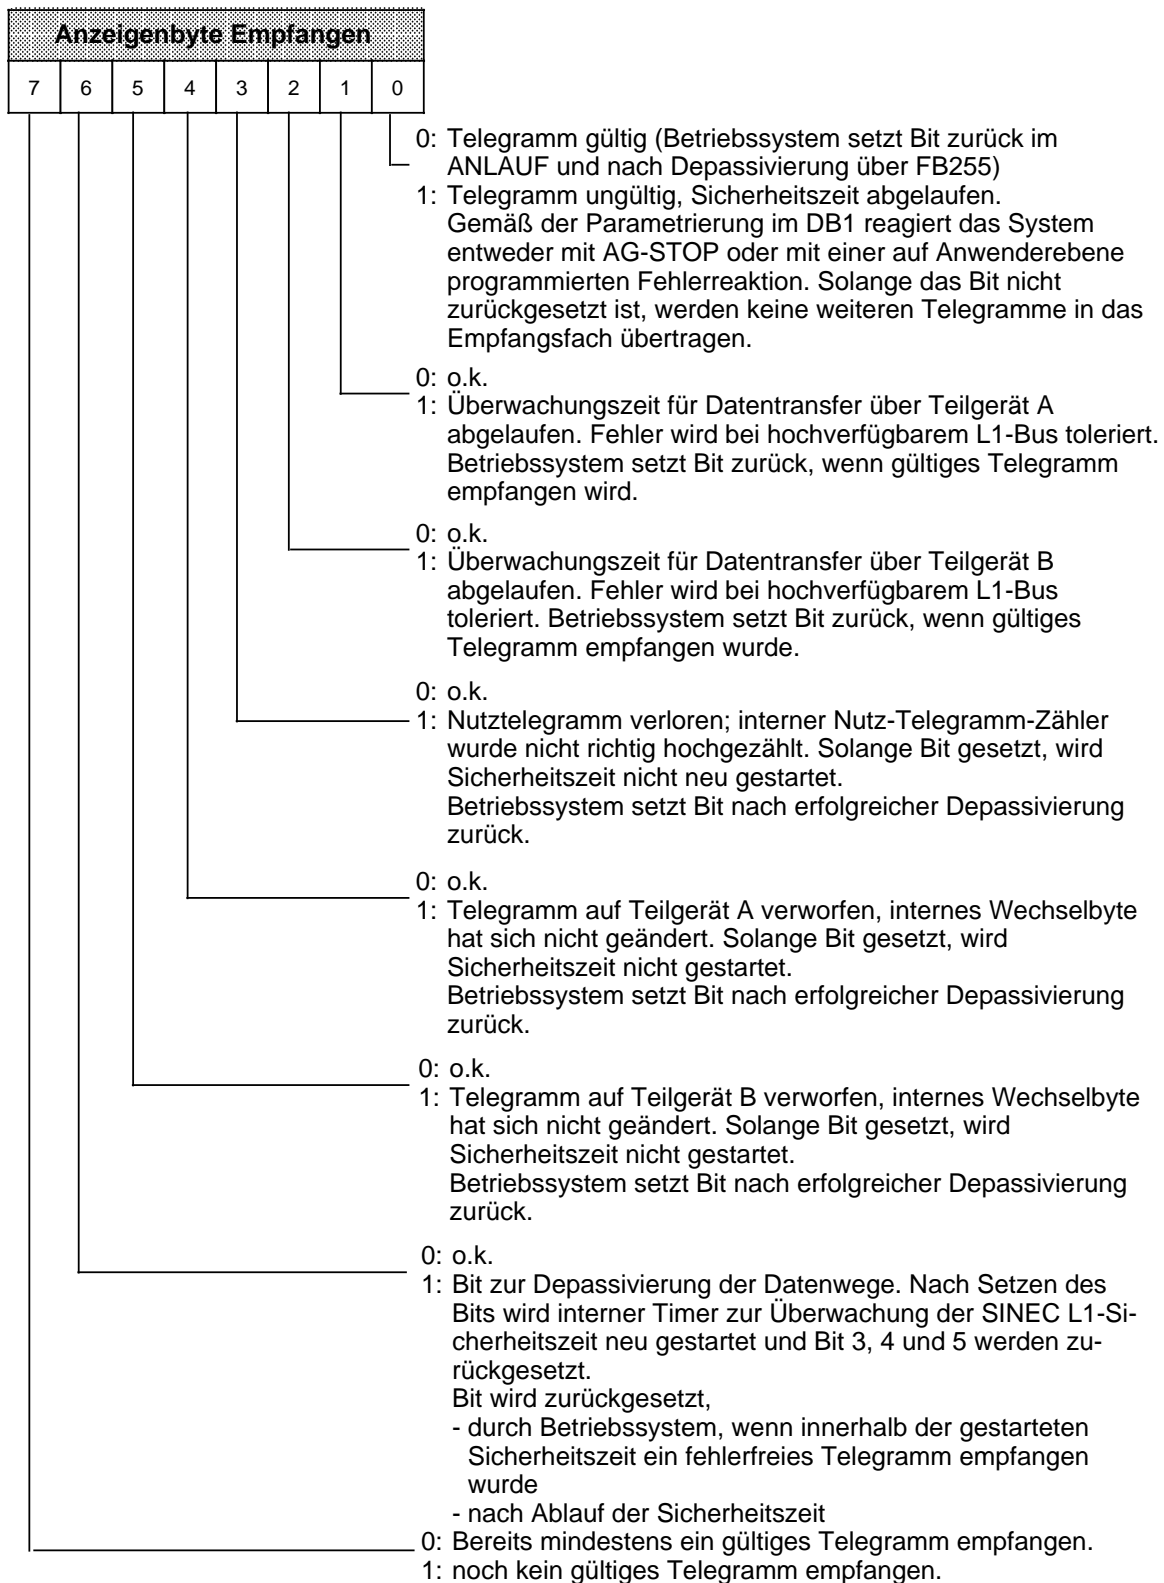 Anzeigenbyte Empfangen
7 6 5 4 3 2 1 0
0: Telegramm gültig (Betriebssystem setzt Bit zurück im
ANLAUF und nach Depassivierung über FB255)
1: Telegramm ungültig, Sicherheitszeit abgelaufen.
Gemäß der Parametrierung im DB1 reagiert das System
entweder mit AG-STOP oder mit einer auf Anwenderebene
programmierten Fehlerreaktion. Solange das Bit nicht
zurückgesetzt ist, werden keine weiteren Telegramme in das
Empfangsfach übertragen.
0: o.k.
1: Überwachungszeit für Datentransfer über Teilgerät A
abgelaufen. Fehler wird bei hochverfügbarem L1-Bus toleriert.
Betriebssystem setzt Bit zurück, wenn gültiges Telegramm
empfangen wird.
0: o.k.
1: Überwachungszeit für Datentransfer über Teilgerät B
abgelaufen. Fehler wird bei hochverfügbarem L1-Bus
toleriert. Betriebssystem setzt Bit zurück, wenn gültiges
Telegramm empfangen wurde.
0: o.k.
1: Nutztelegramm verloren; interner Nutz-Telegramm-Zähler
wurde nicht richtig hochgezählt. Solange Bit gesetzt, wird
Sicherheitszeit nicht neu gestartet.
Betriebssystem setzt Bit nach erfolgreicher Depassivierung
zurück.
0: o.k.
1: Telegramm auf Teilgerät A verworfen, internes Wechselbyte
hat sich nicht geändert. Solange Bit gesetzt, wird
Sicherheitszeit nicht gestartet.
Betriebssystem setzt Bit nach erfolgreicher Depassivierung
zurück.
0: o.k.
1: Telegramm auf Teilgerät B verworfen, internes Wechselbyte
hat sich nicht geändert. Solange Bit gesetzt, wird
Sicherheitszeit nicht gestartet.
Betriebssystem setzt Bit nach erfolgreicher Depassivierung
zurück.
0: o.k.
1: Bit zur Depassivierung der Datenwege. Nach Setzen des
Bits wird interner Timer zur Überwachung der SINEC L1-Si-
cherheitszeit neu gestartet und Bit 3, 4 und 5 werden zu-
rückgesetzt.
Bit wird zurückgesetzt,
- durch Betriebssystem, wenn innerhalb der gestarteten
Sicherheitszeit ein fehlerfreies Telegramm empfangen
wurde
- nach Ablauf der Sicherheitszeit
0: Bereits mindestens ein gültiges Telegramm empfangen.
1: noch kein gültiges Telegramm empfangen.